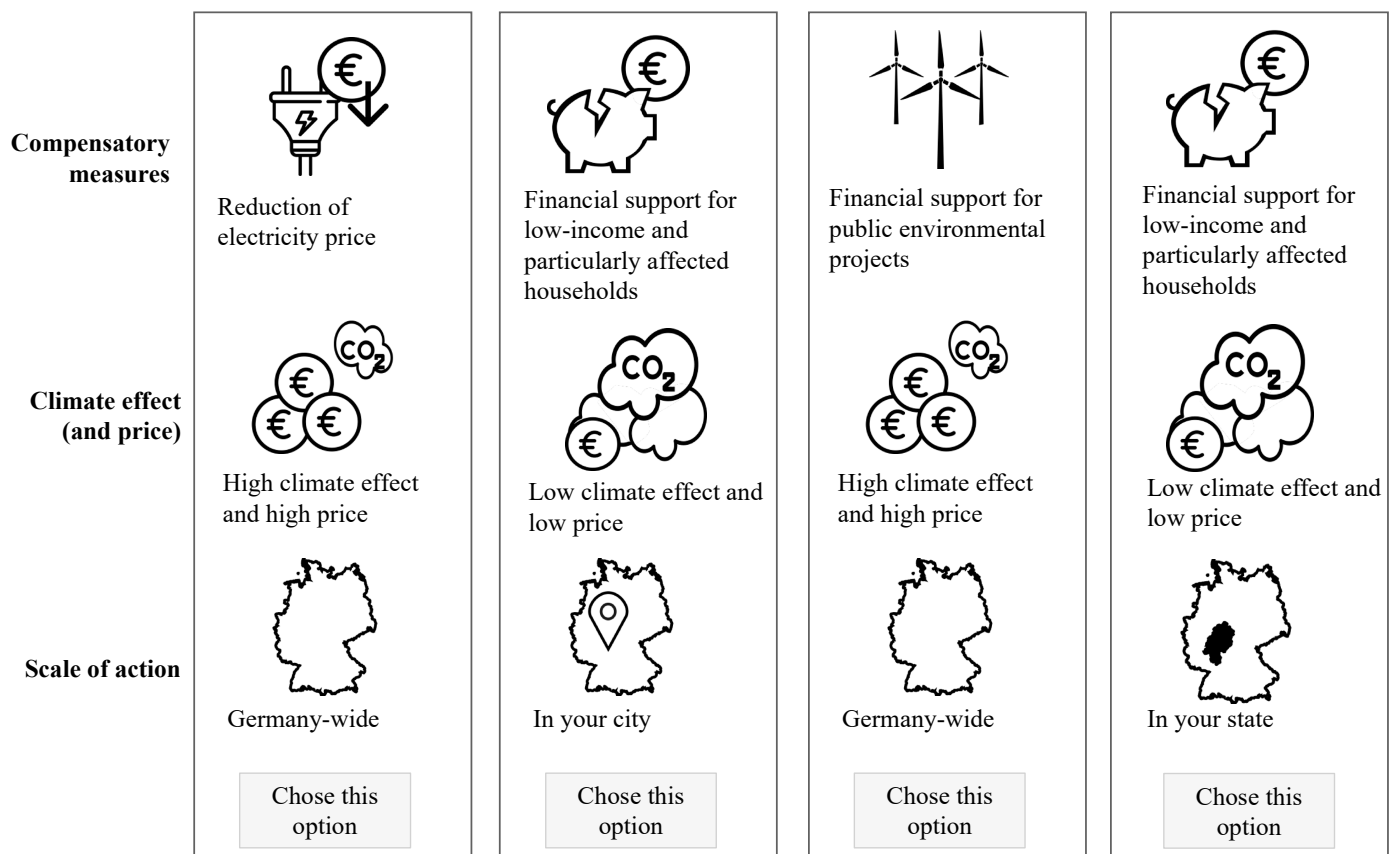 Compensatory
measures
€
Reduction of
electricity price
€
Financial support for
low-income and
particularly affected
households
Financial support for
public environmental
projects
€
Financial support for
low-income and
particularly affected
households
Climate effect
(and price)
CO2
€
€ €
High climate effect
and high price
CO2
€
Low climate effect and
low price
CO2
€
€ €
High climate effect
and high price
CO2
€
Low climate effect and
low price
Scale of action
Germany-wide
In your city
Germany-wide
In your state
Chose this
option
Chose this
option
Chose this
option
Chose this
option